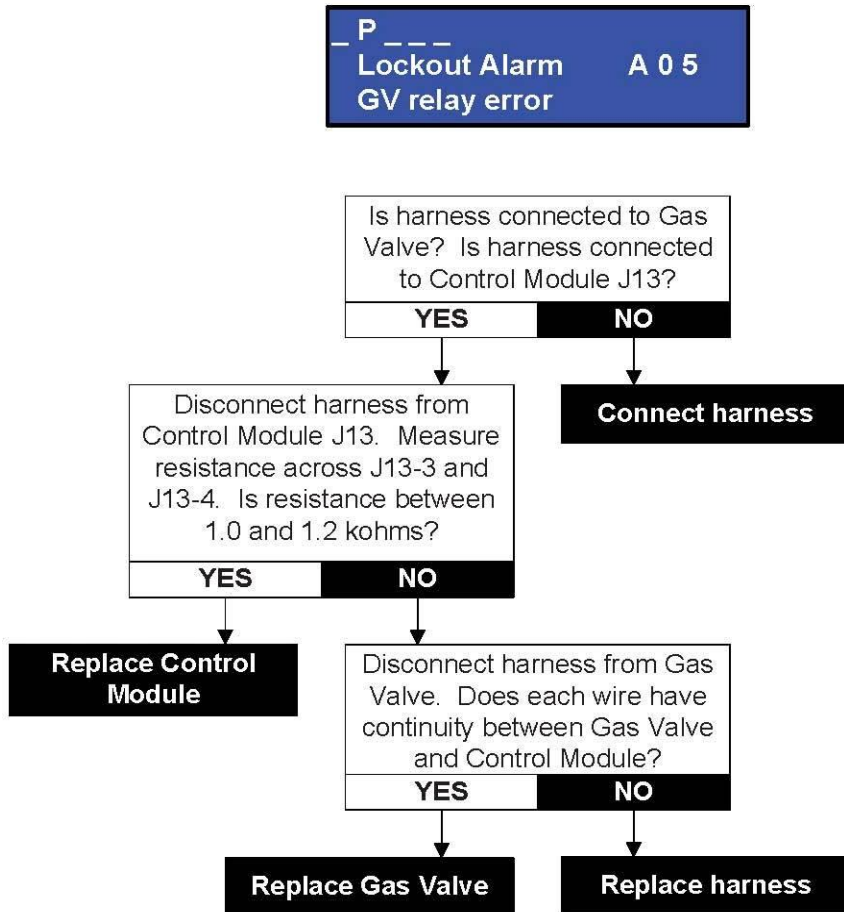 _ P _ _ _
Lockout Alarm A 0 5
GV relay error
Is harness connected to Gas
Valve? Is harness connected
to Control Module J13?
YES NO
Disconnect harness from
Control Module J13. Measure
resistance across J13-3 and
J13-4. Is resistance between
1.0 and 1.2 kohms?
YES NO
Connect harness
Replace Control
Module
Disconnect harness from Gas
Valve. Does each wire have
continuity between Gas Valve
and Control Module?
YES NO
Replace Gas Valve
Replace harness